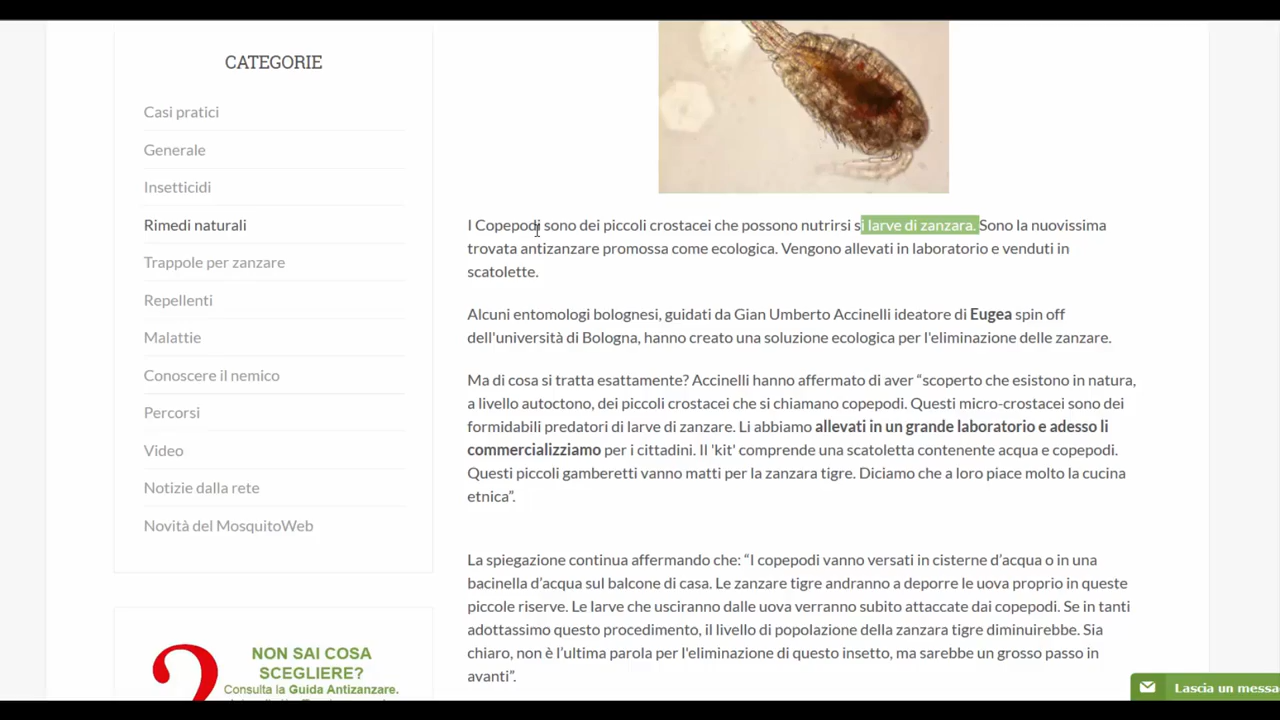 CATEGORIE
Casi pratici
Generale
Insetticidi
Rimedi naturali
Trappole per zanzare
Repellenti
Malattie
Conoscere il nemico
Percorsi
Video
Notizie dalla rete
Novità del MosquitoWeb
NON SAI COSA
SCEGLIERE?
Consulta la Guida Antizanzare.
I Copepodi sono dei piccoli crostacei che possono nutrirsi si larve di zanzara. Sono la nuovissima
trovata antizanzare promossa come ecologica. Vengono allevati in laboratorio e venduti in
scatolette.
Alcuni entomologi bolognesi, guidati da Gian Umberto Accinelli ideatore di Eugea spin off
dell'università di Bologna, hanno creato una soluzione ecologica per l'eliminazione delle zanzare.
Ma di cosa si tratta esattamente? Accinelli hanno affermato di aver “scoperto che esistono in natura,
a livello autoctono, dei piccoli crostacei che si chiamano copepodi. Questi micro-crostacei sono dei
formidabili predatori di larve di zanzare. Li abbiamo allevati in un grande laboratorio e adesso li
commercializziamo per i cittadini. Il 'kit' comprende una scatoletta contenente acqua e copepodi.
Questi piccoli gamberetti vanno matti per la zanzara tigre. Diciamo che a loro piace molto la cucina
etnica”.
La spiegazione continua affermando che: “I copepodi vanno versati in cisterne d’acqua o in una
bacinella d’acqua sul balcone di casa. Le zanzare tigre andranno a deporre le uova proprio in queste
piccole riserve. Le larve che usciranno dalle uova verranno subito attaccate dai copepodi. Se in tanti
adottassimo questo procedimento, il livello di popolazione della zanzara tigre diminuirebbe. Sia
chiaro, non è l’ultima parola per l'eliminazione di questo insetto, ma sarebbe un grosso passo in
avanti”.
Lascia un messa